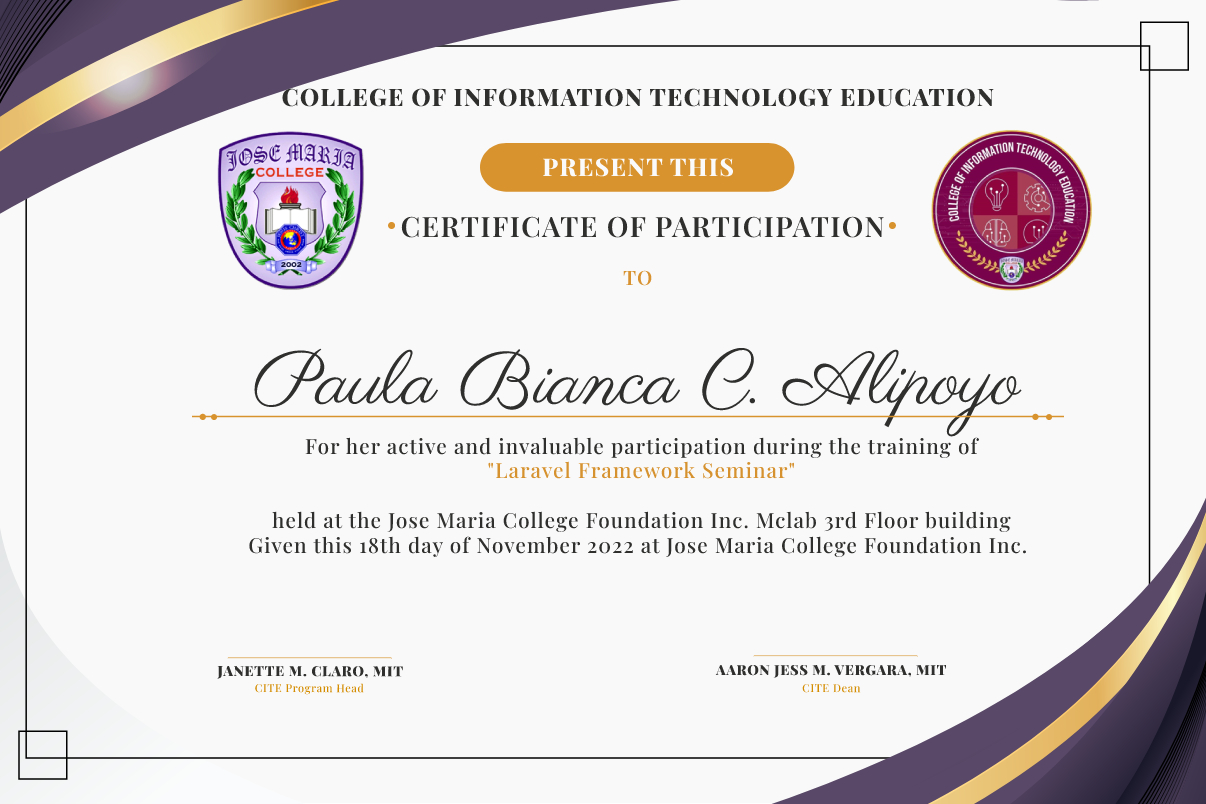 COLLEGE OF INFORMATION TECHNOLOGY EDUCATION
JOSE MARIA
COLLEGE
2002
PRESENT THIS
COLLEGE OF INFORMATION TECHNOLOGY EDUCATION
• CERTIFICATE OF PARTICIPATION •
TO
Paula Bianca C. Alipoyo
For her active and invaluable participation during the training of
"Laravel Framework Seminar"
held at the Jose Maria College Foundation Inc. Mclab 3rd Floor building
Given this 18th day of November 2022 at Jose Maria College Foundation Inc.
JANETTE M. CLARO, MIT
CITE Program Head
AARON JESS M. VERGARA, MIT
CITE Dean